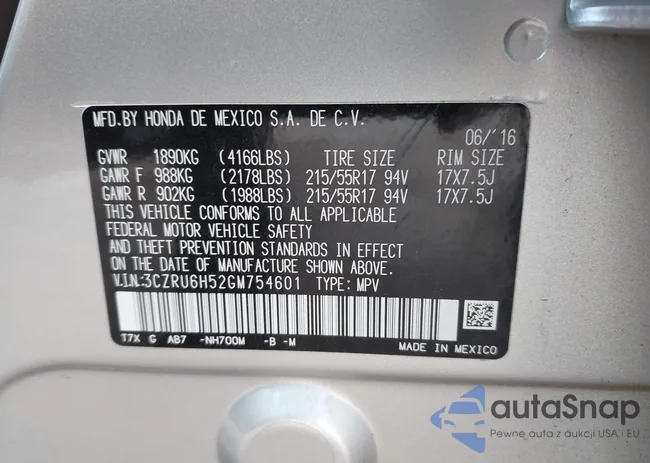 MFD.BY HONDA DE MEXICO S.A. DE C.V.
06/'16
GVWR 1890KG (4166LBS) TIRE SIZE RIM SIZE
GAWR F 988KG (2178LBS) 215/55R17 94V 17X7.5J
GAWR R 902KG (1988LBS) 215/55R17 94V 17X7.5J
THIS VEHICLE CONFORMS TO ALL APPLICABLE
FEDERAL MOTOR VEHICLE SAFETY
AND THEFT PREVENTION STANDARDS IN EFFECT
ON THE DATE OF MANUFACTURE SHOWN ABOVE.
V.I.N:3CZRU6H52GM754601 TYPE: MPV
T7X G AB7 -NH700M -B -M
MADE IN MEXICO
autaSnap
Pewne auta z aukcji USA i EU